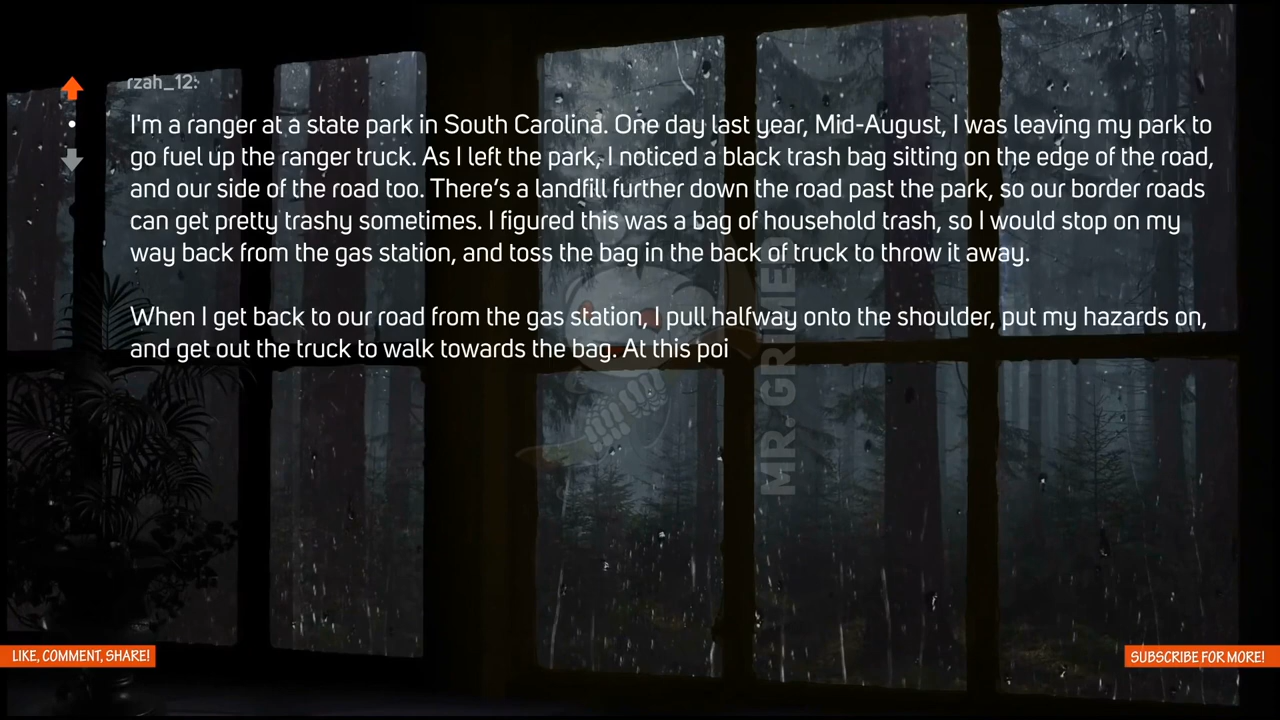 rzah_12:
I'm a ranger at a state park in South Carolina. One day last year, Mid-August, I was leaving my park to
go fuel up the ranger truck. As I left the park, I noticed a black trash bag sitting on the edge of the road,
and our side of the road too. There's a landfill further down the road past the park, so our border roads
can get pretty trashy sometimes. I figured this was a bag of household trash, so I would stop on my
way back from the gas station, and toss the bag in the back of truck to throw it away.
When I get back to our road from the gas station, I pull halfway onto the shoulder, put my hazards on,
and get out the truck to walk towards the bag. At this poi
MR. GRIME
LIKE, COMMENT, SHARE!
SUBSCRIBE FOR MORE!